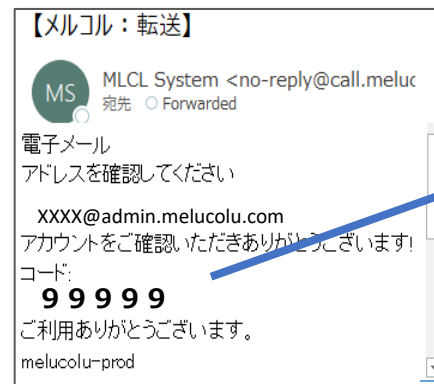 【メルコル：転送】
MS
MLCL System <no-reply@call.meluc
宛先 Forwarded
電子メール
アドレスを確認してください
XXXX@admin.melucolu.com
アカウントをご確認いただきありがとうございます!
コード:
99999
ご利用ありがとうございます。
melucolu-prod